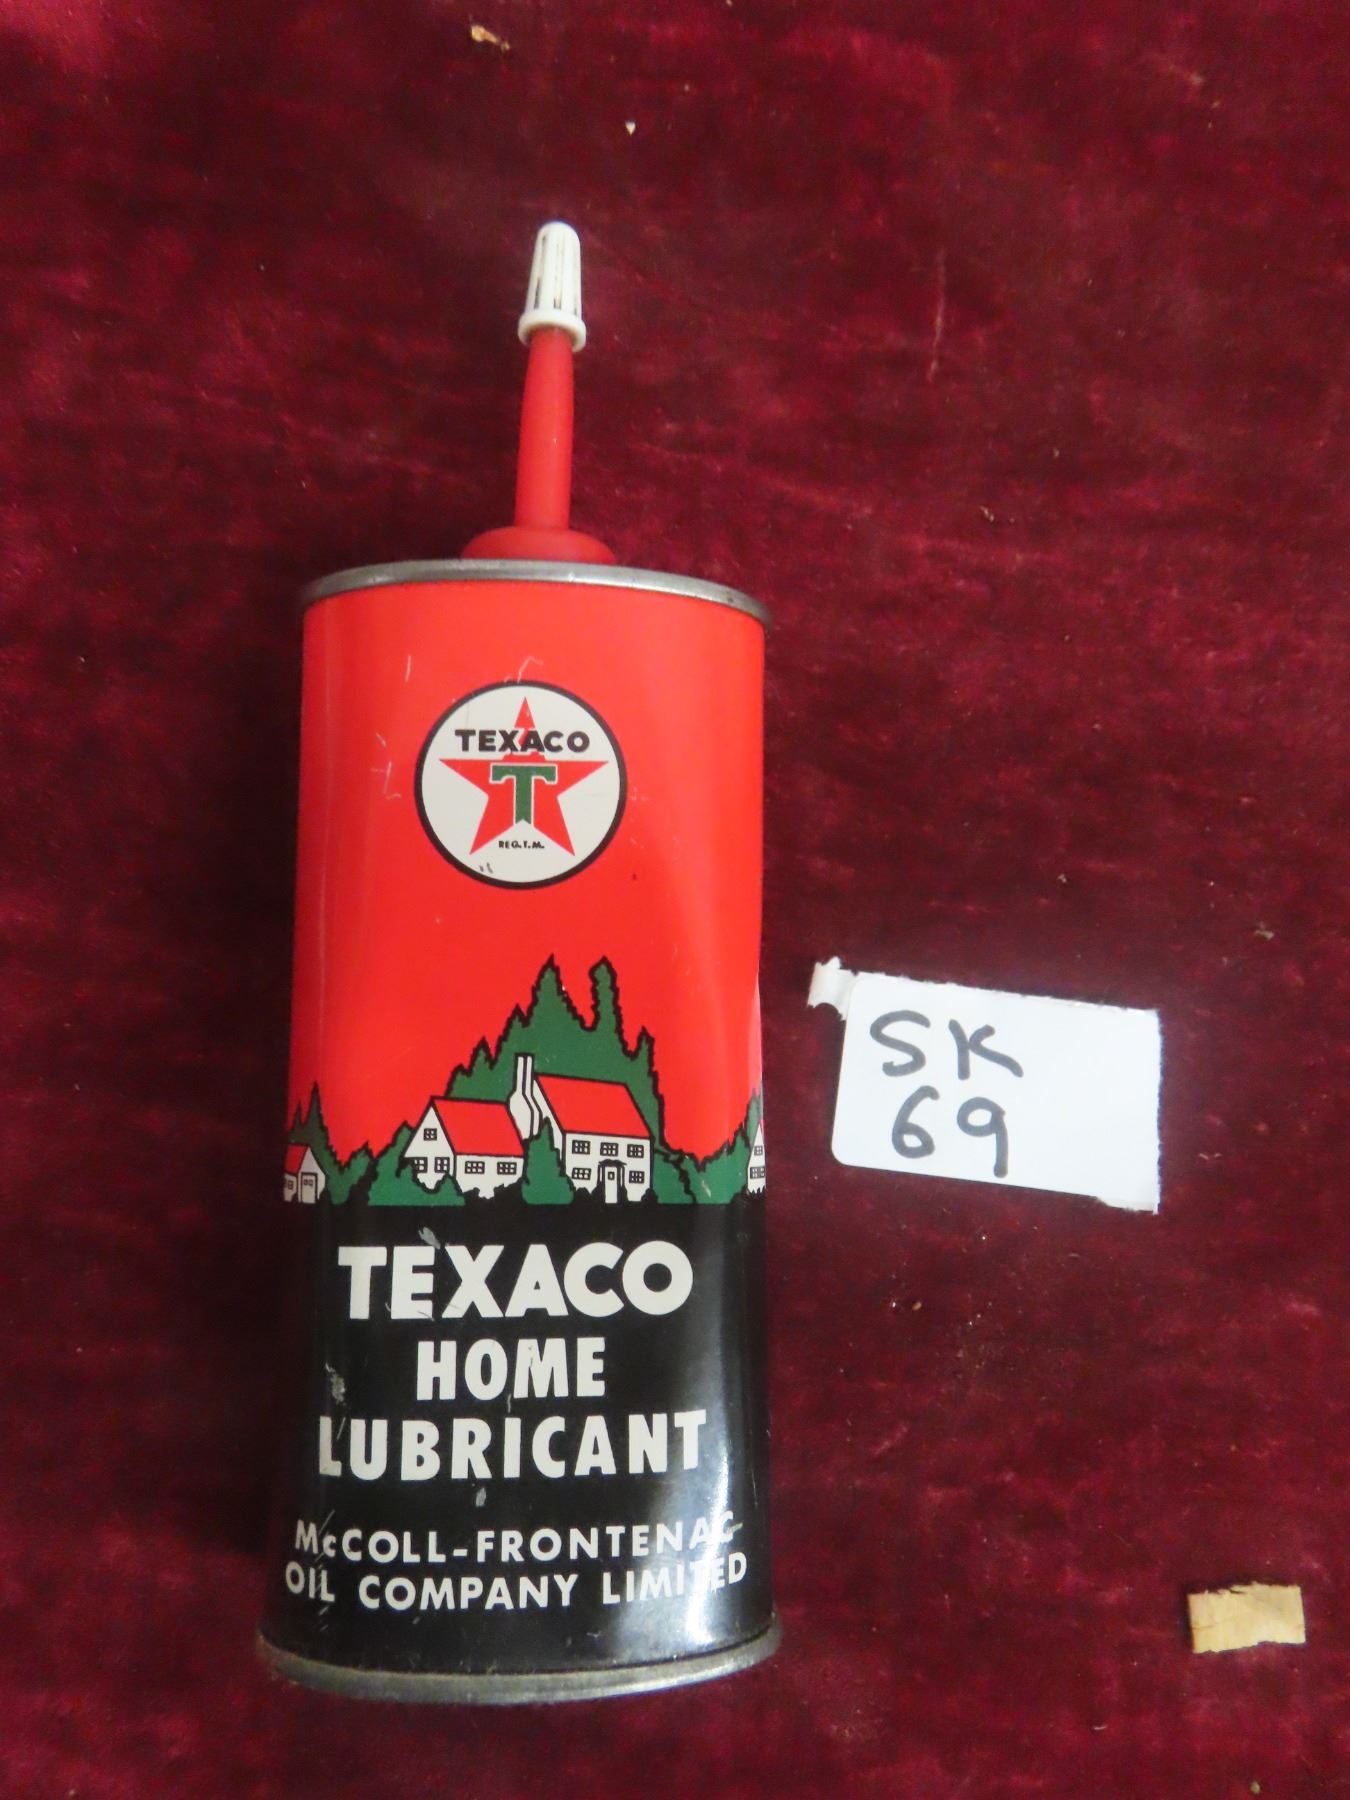 TEXACO
T
REG.T.M.
SK
69
TEXACO
HOME
LUBRICANT
McCOLL-FRONTENAC
OIL COMPANY LIMITED